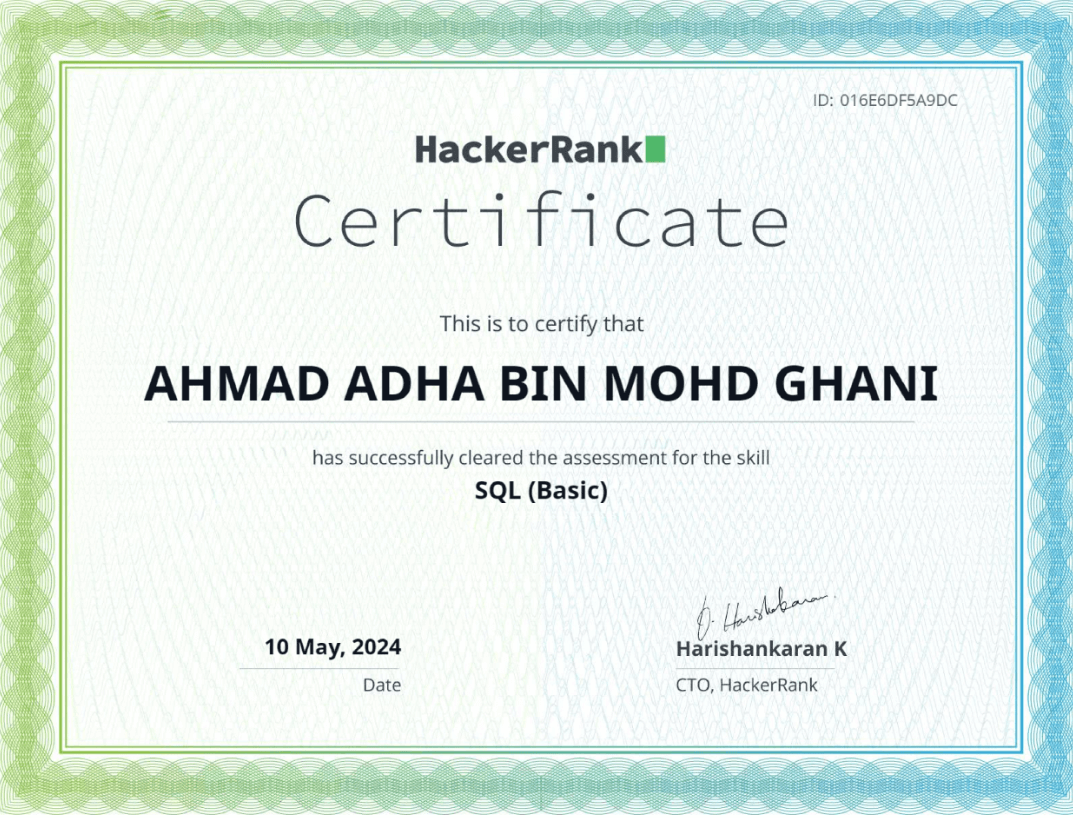 ID: 016E6DF5A9DC
HackerRank
Certificate
This is to certify that
AHMAD ADHA BIN MOHD GHANI
has successfully cleared the assessment for the skill
SQL (Basic)
10 May, 2024
Date
Harishankaran K
CTO, HackerRank